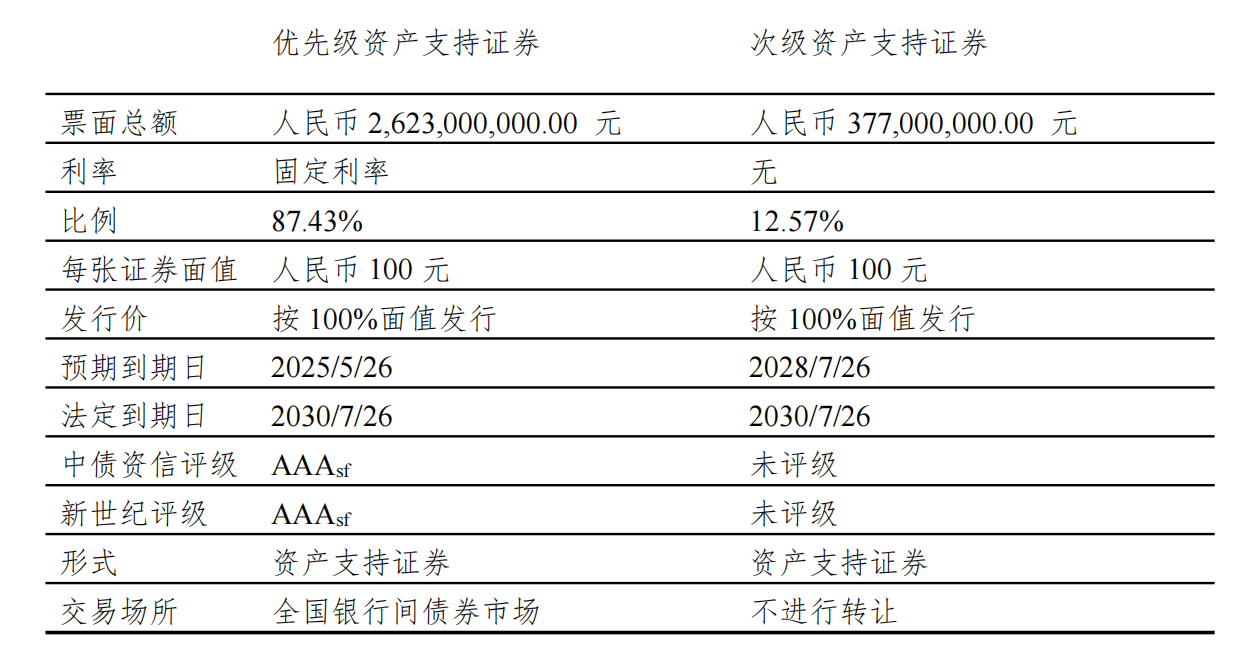 优先级资产支持证券 次级资产支持证券
票面总额 人民币 2,623,000,000.00 元 人民币 377,000,000.00 元
利率 固定利率 无
比例 87.43% 12.57%
每张证券面值 人民币 100 元 人民币 100 元
发行价 按 100%面值发行 按 100%面值发行
预期到期日 2025/5/26 2028/7/26
法定到期日 2030/7/26 2030/7/26
中债资信评级 AAAsf 未评级
新世纪评级 AAAsf 未评级
形式 资产支持证券 资产支持证券
交易场所 全国银行间债券市场 不进行转让